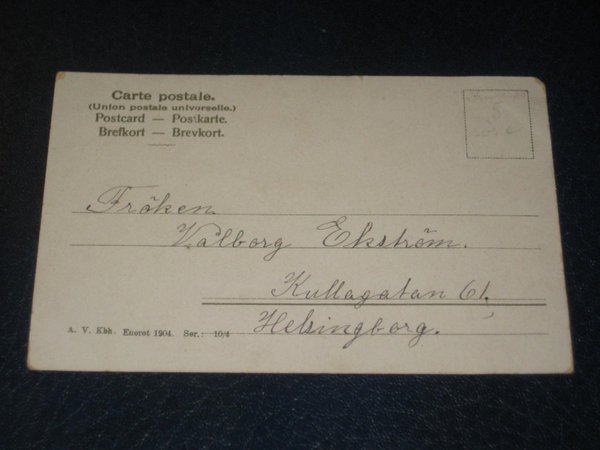 Carte postale.
(Union postale universelle.)
Postcard — Postkarte.
Brefkort — Brevkort.
Fröken
Valborg Ekström.
Kullagatan 61,
Helsingborg.
A. V. Kbh. Eneret 1904. Ser.: 10/4